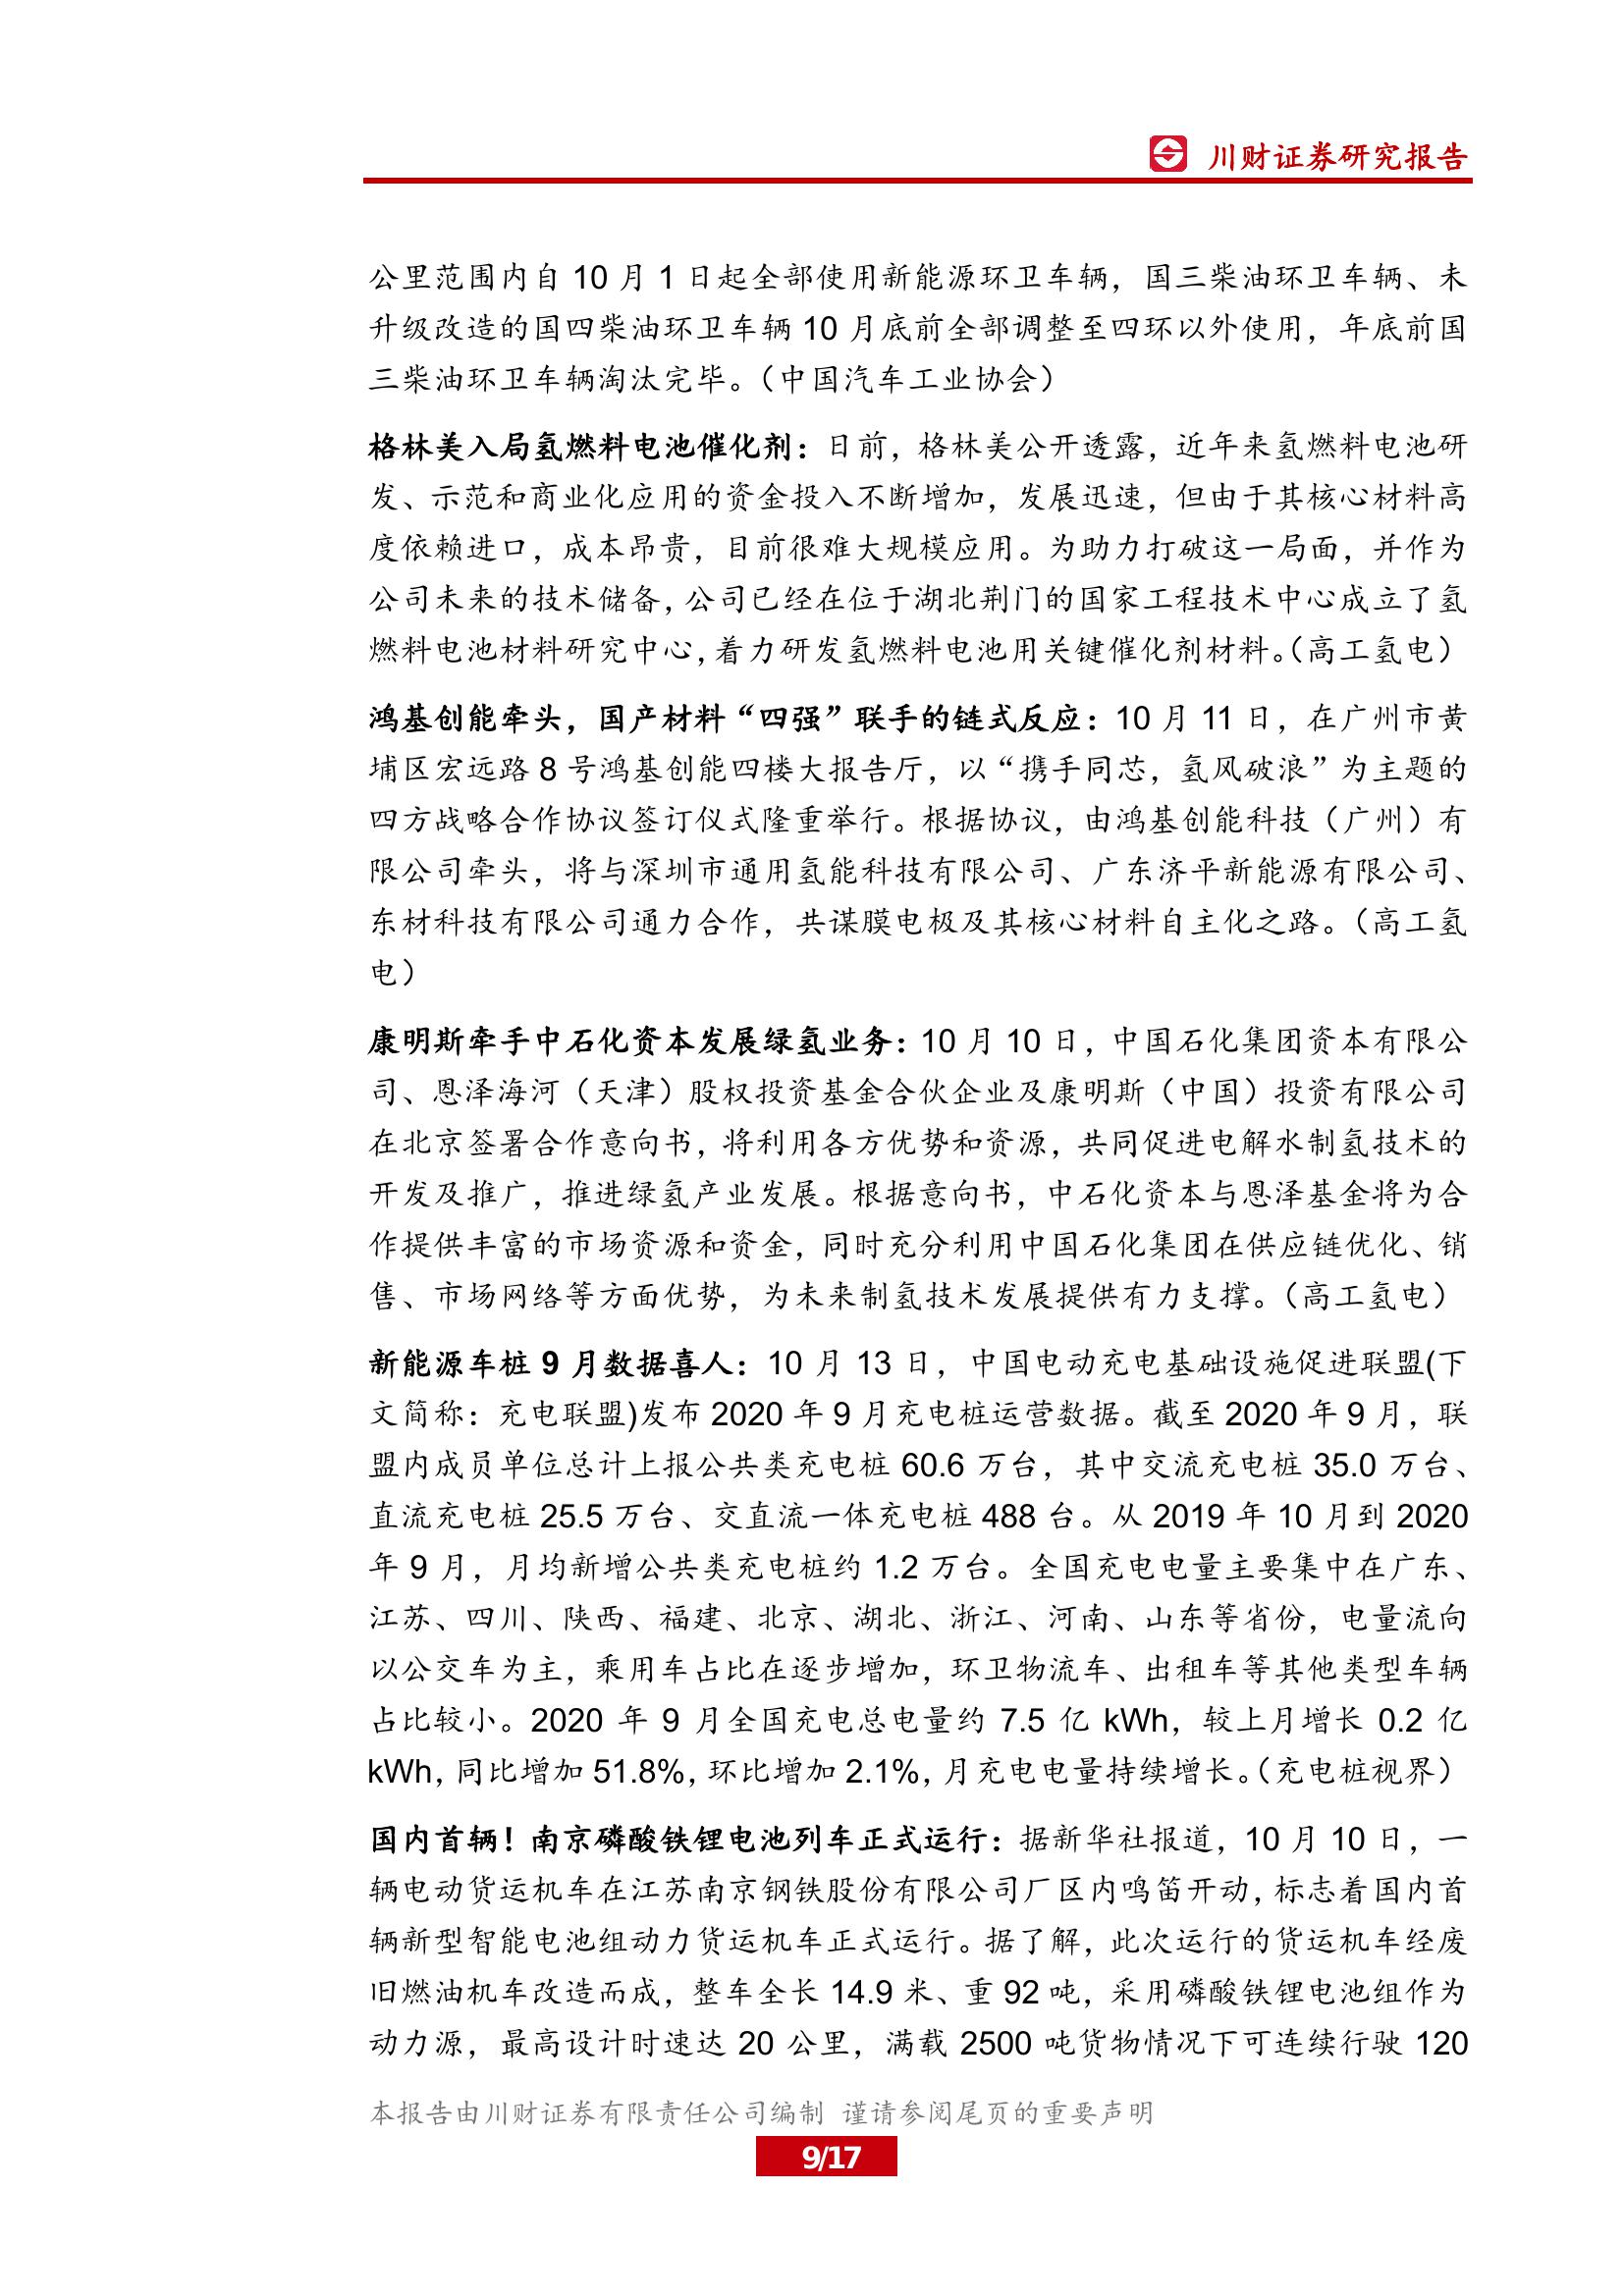 川财证券研究报告
公里范围内自 10 月 1 日起全部使用新能源环卫车辆，国三柴油环卫车辆、未
升级改造的国四柴油环卫车辆 10 月底前全部调整至四环以外使用，年底前国
三柴油环卫车辆淘汰完毕。（中国汽车工业协会）
格林美入局氢燃料电池催化剂：日前，格林美公开透露，近年来氢燃料电池研
发、示范和商业化应用的资金投入不断增加，发展迅速，但由于其核心材料高
度依赖进口，成本昂贵，目前很难大规模应用。为助力打破这一局面，并作为
公司未来的技术储备，公司已经在位于湖北荆门的国家工程技术中心成立了氢
燃料电池材料研究中心，着力研发氢燃料电池用关键催化剂材料。（高工氢电）
鸿基创能牵头，国产材料“四强”联手的链式反应：10 月 11 日，在广州市黄
埔区宏远路 8 号鸿基创能四楼大报告厅，以“携手同芯，氢风破浪”为主题的
四方战略合作协议签订仪式隆重举行。根据协议，由鸿基创能科技（广州）有
限公司牵头，将与深圳市通用氢能科技有限公司、广东济平新能源有限公司、
东材科技有限公司通力合作，共谋膜电极及其核心材料自主化之路。（高工氢
电）
康明斯牵手中石化资本发展绿氢业务：10 月 10 日，中国石化集团资本有限公
司、恩泽海河（天津）股权投资基金合伙企业及康明斯（中国）投资有限公司
在北京签署合作意向书，将利用各方优势和资源，共同促进电解水制氢技术的
开发及推广，推进绿氢产业发展。根据意向书，中石化资本与恩泽基金将为合
作提供丰富的市场资源和资金，同时充分利用中国石化集团在供应链优化、销
售、市场网络等方面优势，为未来制氢技术发展提供有力支撑。（高工氢电）
新能源车桩 9 月数据喜人：10 月 13 日，中国电动充电基础设施促进联盟(下
文简称：充电联盟)发布 2020 年 9 月充电桩运营数据。截至 2020 年 9 月，联
盟内成员单位总计上报公共类充电桩 60.6 万台，其中交流充电桩 35.0 万台、
直流充电桩 25.5 万台、交直流一体充电桩 488 台。从 2019 年 10 月到 2020
年 9 月，月均新增公共类充电桩约 1.2 万台。全国充电电量主要集中在广东、
江苏、四川、陕西、福建、北京、湖北、浙江、河南、山东等省份，电量流向
以公交车为主，乘用车占比在逐步增加，环卫物流车、出租车等其他类型车辆
占比较小。2020 年 9 月全国充电总电量约 7.5 亿 kWh，较上月增长 0.2 亿
kWh，同比增加 51.8%，环比增加 2.1%，月充电电量持续增长。（充电桩视界）
国内首辆！南京磷酸铁锂电池列车正式运行：据新华社报道，10 月 10 日，一
辆电动货运机车在江苏南京钢铁股份有限公司厂区内鸣笛开动，标志着国内首
辆新型智能电池组动力货运机车正式运行。据了解，此次运行的货运机车经废
旧燃油机车改造而成，整车全长 14.9 米、重 92 吨，采用磷酸铁锂电池组作为
动力源，最高设计时速达 20 公里，满载 2500 吨货物情况下可连续行驶 120
本报告由川财证券有限责任公司编制 谨请参阅尾页的重要声明
9/17